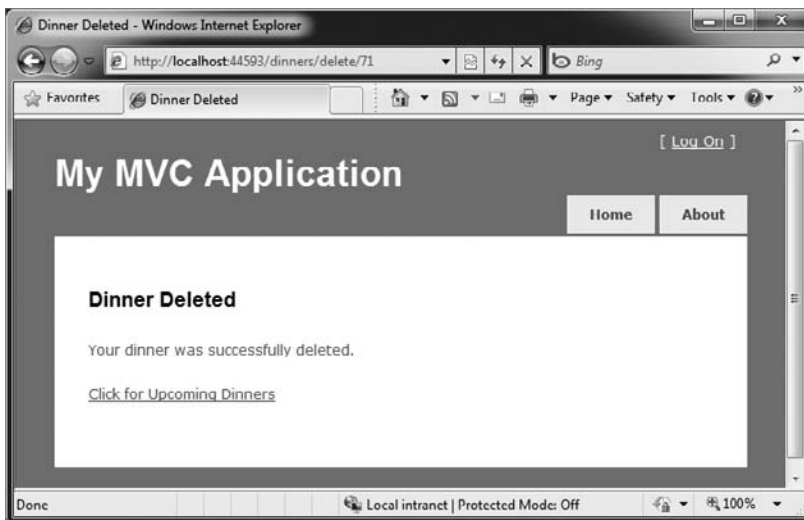 Dinner Deleted - Windows Internet Explorer
http://localhost:44593/dinners/delete/71
Bing
Favorites
Dinner Deleted
Page
Safety
Tools
[ Log On ]
My MVC Application
Home
About
Dinner Deleted
Your dinner was successfully deleted.
Click for Upcoming Dinners
Done
Local intranet | Protected Mode: Off
100%